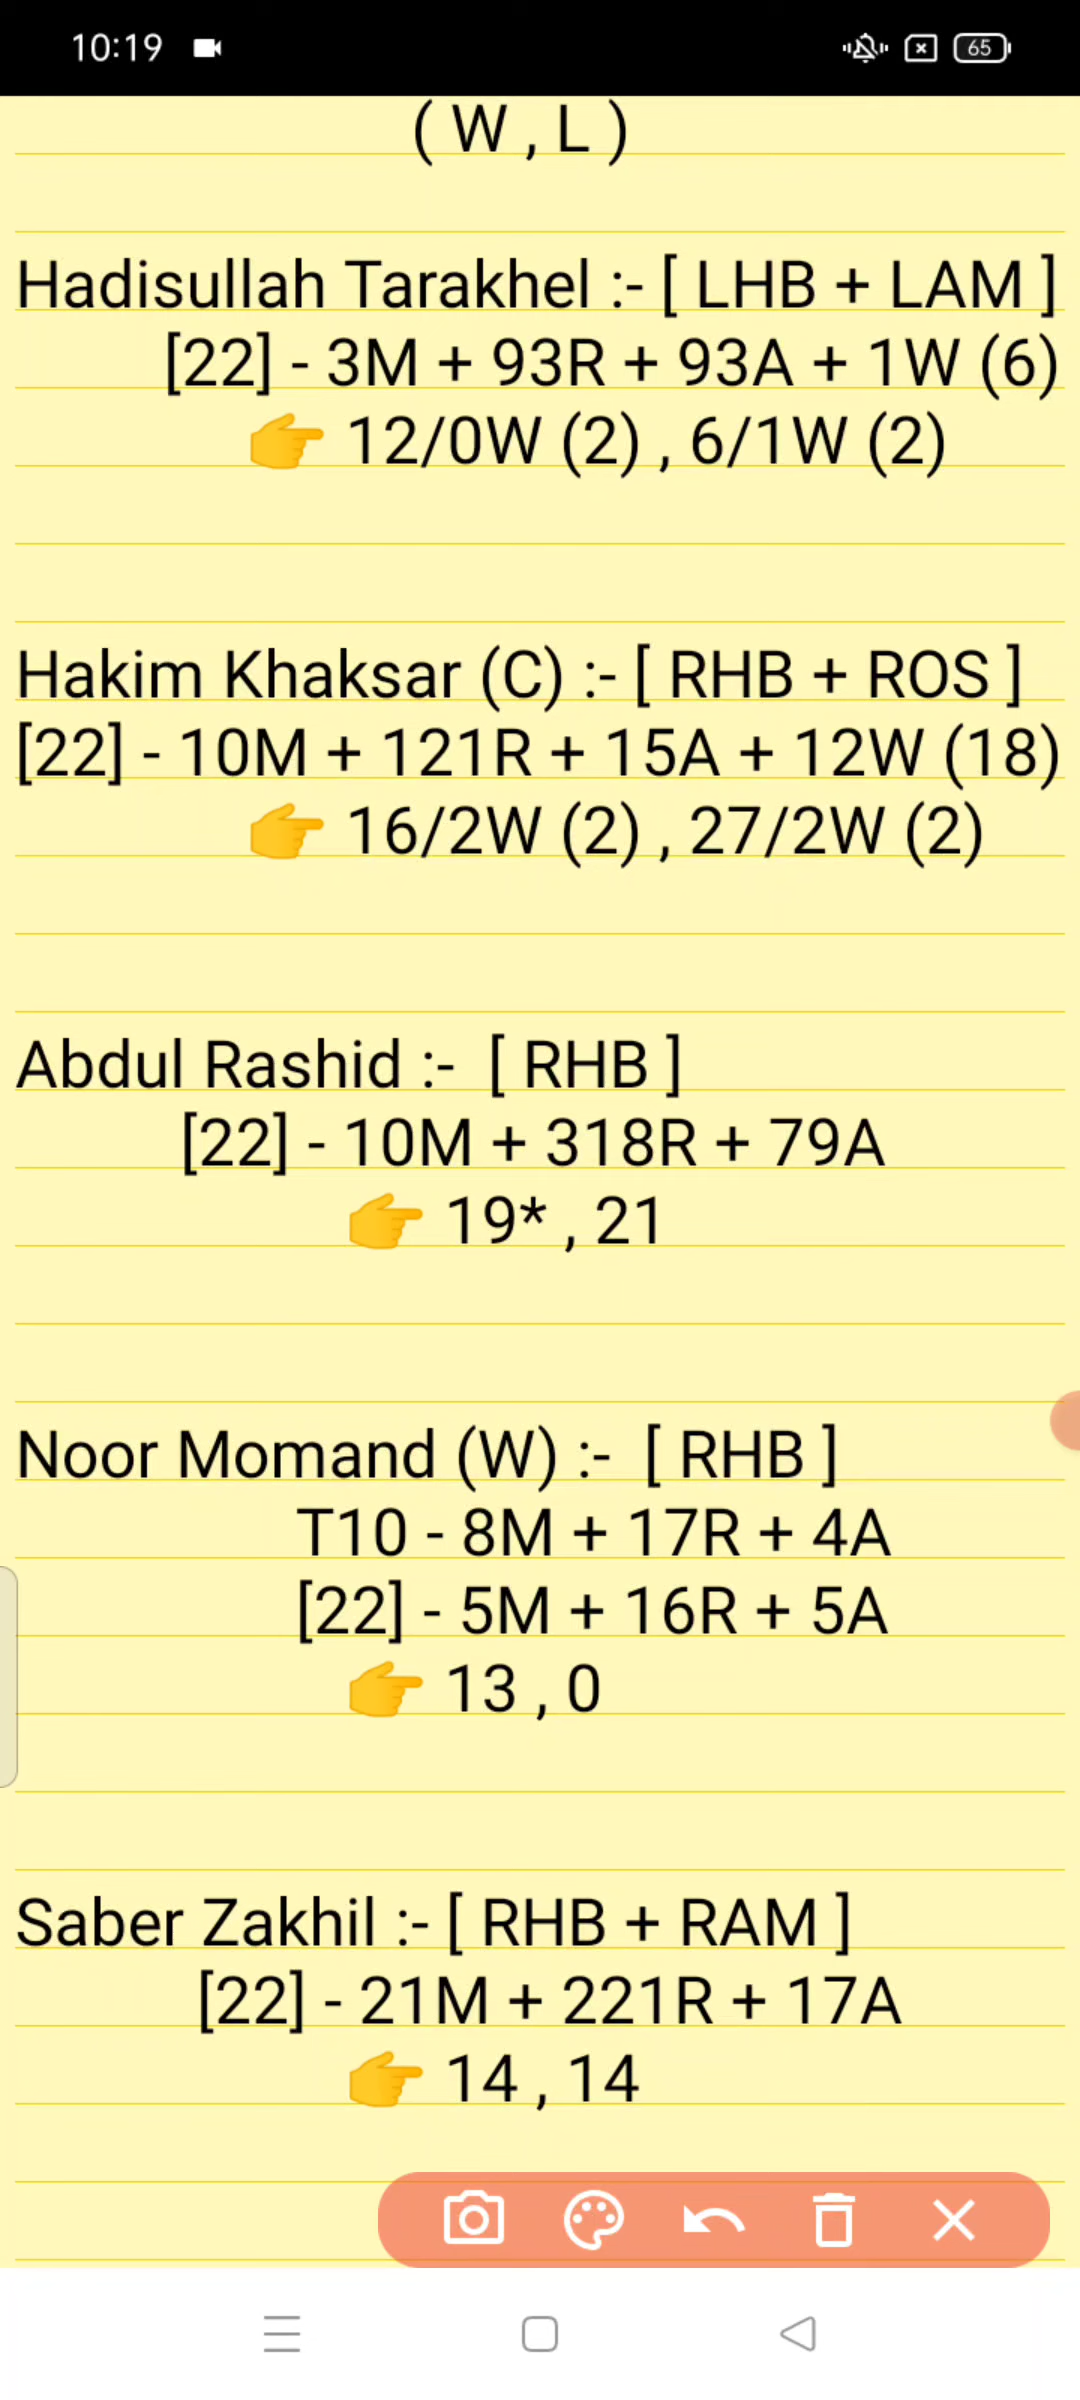 10:19
65
( W , L )
Hadisullah Tarakhel :- [ LHB + LAM ]
[22] - 3M + 93R + 93A + 1W (6)
👉 12/0W (2) , 6/1W (2)
Hakim Khaksar (C) :- [ RHB + ROS ]
[22] - 10M + 121R + 15A + 12W (18)
👉 16/2W (2) , 27/2W (2)
Abdul Rashid :- [ RHB ]
[22] - 10M + 318R + 79A
👉 19* , 21
Noor Momand (W) :- [ RHB ]
T10 - 8M + 17R + 4A
[22] - 5M + 16R + 5A
👉 13 , 0
Saber Zakhil :- [ RHB + RAM ]
[22] - 21M + 221R + 17A
👉 14 , 14